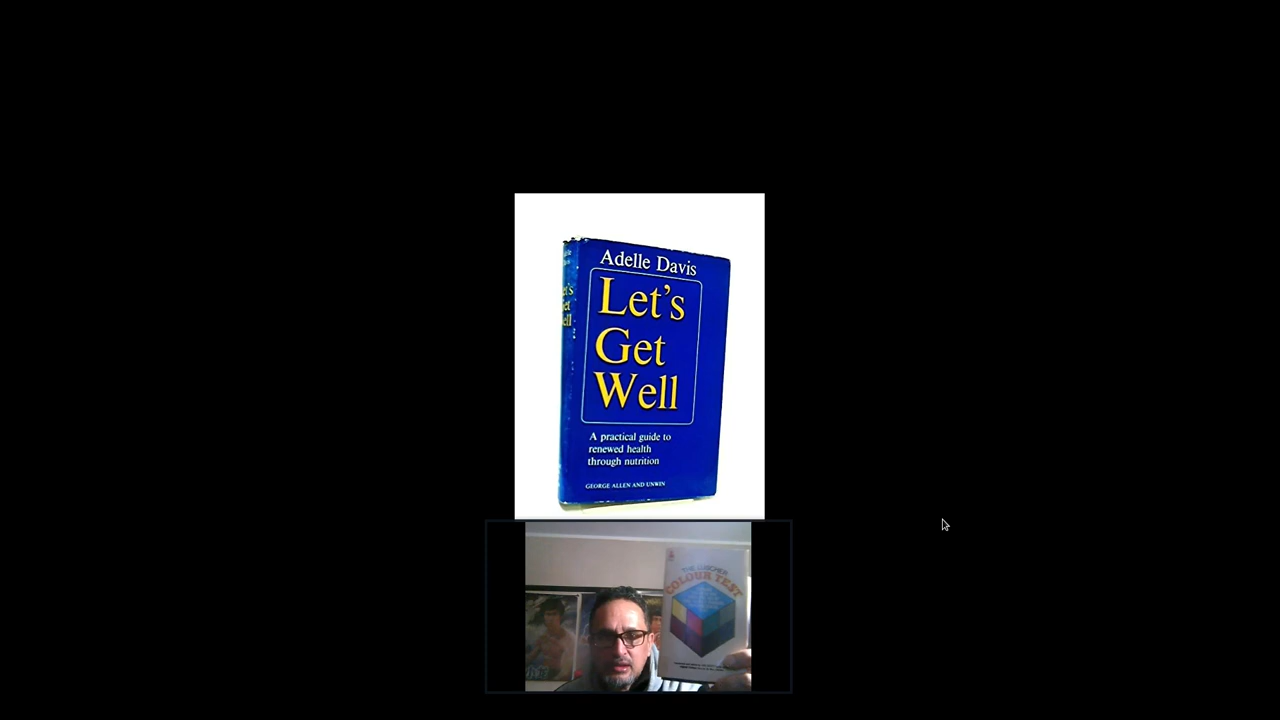 Adelle Davis
Let's
Get
Well
A practical guide to
renewed health
through nutrition
GEORGE ALLEN AND UNWIN
THE LUSCHER
COLOUR TEST